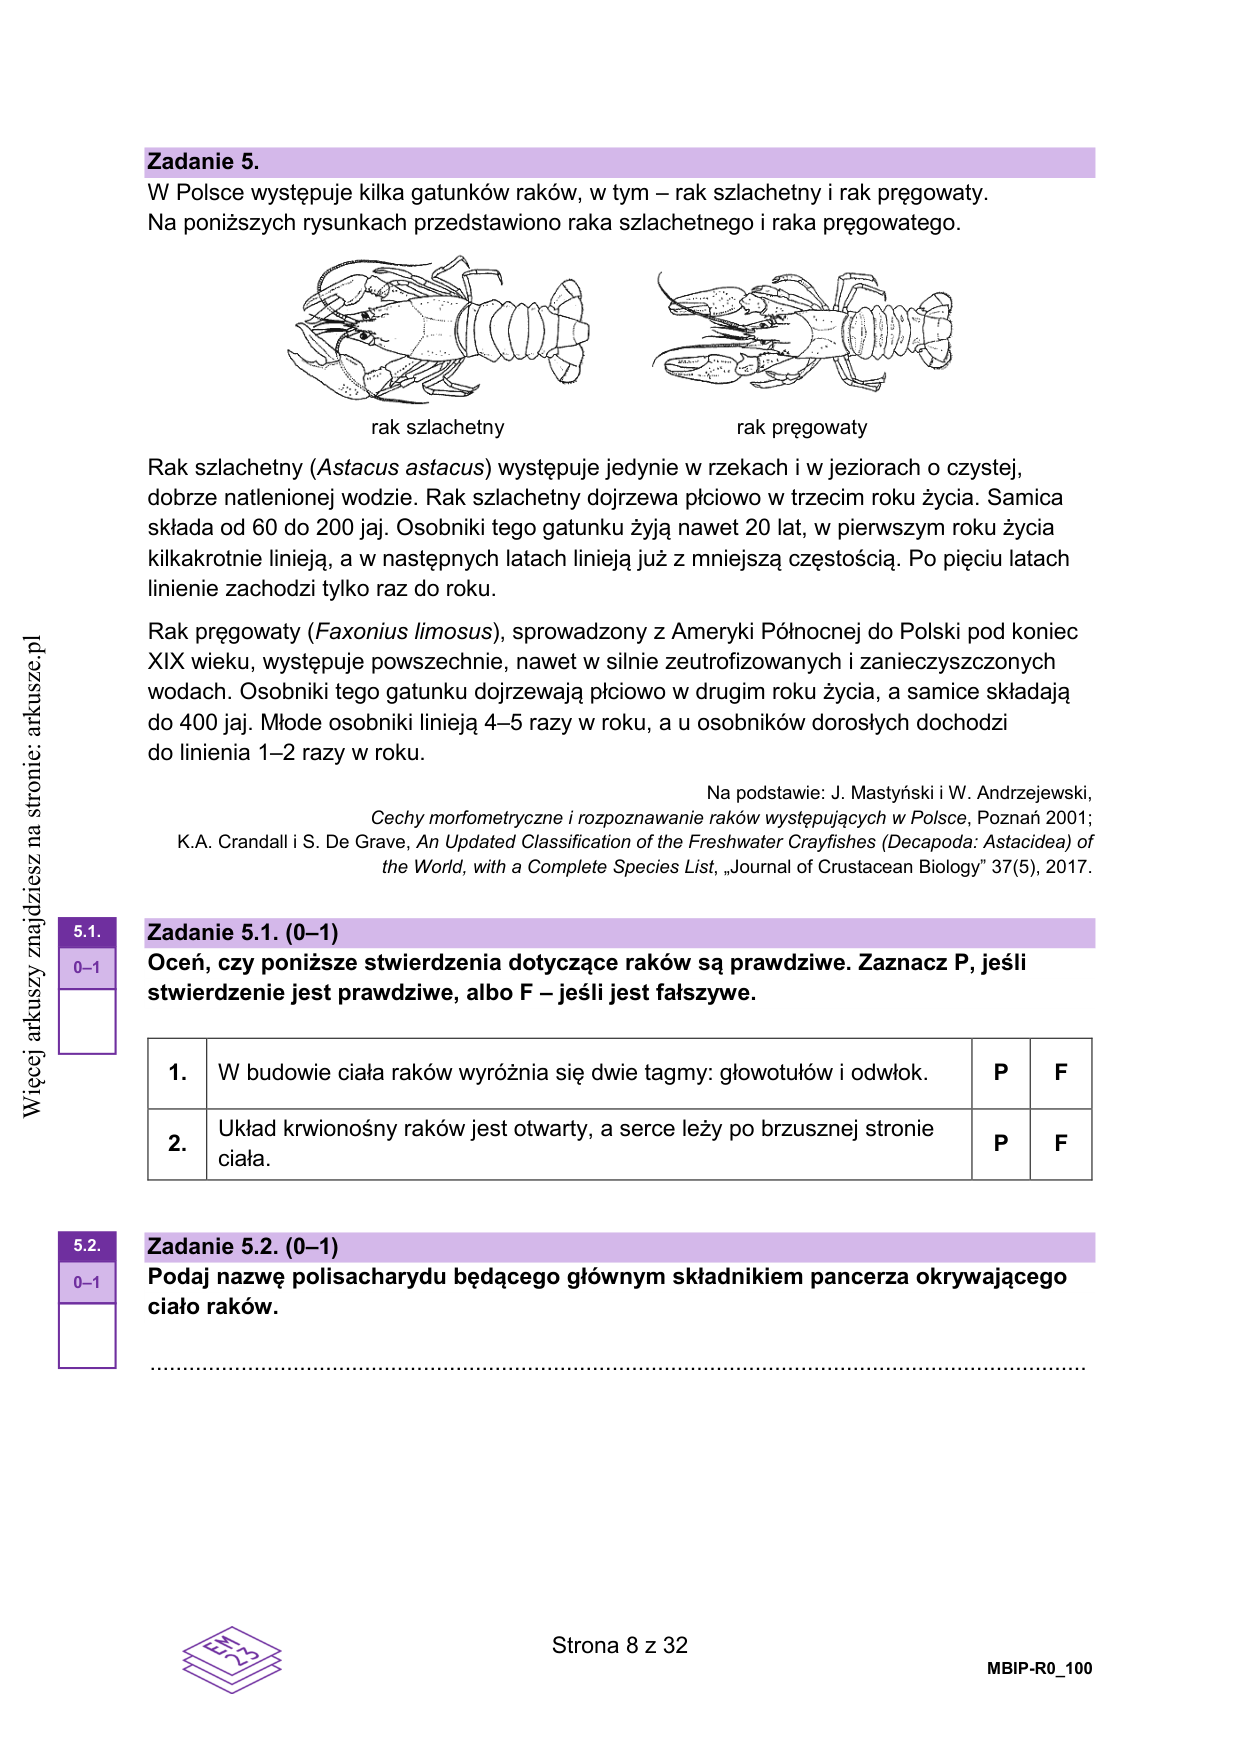 Zadanie 5.
W Polsce występuje kilka gatunków raków, w tym – rak szlachetny i rak pręgowaty.
Na poniższych rysunkach przedstawiono raka szlachetnego i raka pręgowatego.
rak szlachetny
rak pręgowaty
Rak szlachetny (Astacus astacus) występuje jedynie w rzekach i w jeziorach o czystej,
dobrze natlenionej wodzie. Rak szlachetny dojrzewa płciowo w trzecim roku życia. Samica
składa od 60 do 200 jaj. Osobniki tego gatunku żyją nawet 20 lat, w pierwszym roku życia
kilkakrotnie linieją, a w następnych latach linieją już z mniejszą częstością. Po pięciu latach
linienie zachodzi tylko raz do roku.
Rak pręgowaty (Faxonius limosus), sprowadzony z Ameryki Północnej do Polski pod koniec
XIX wieku, występuje powszechnie, nawet w silnie zeutrofizowanych i zanieczyszczonych
wodach. Osobniki tego gatunku dojrzewają płciowo w drugim roku życia, a samice składają
do 400 jaj. Młode osobniki linieją 4–5 razy w roku, a u osobników dorosłych dochodzi
do linienia 1–2 razy w roku.
Na podstawie: J. Mastyński i W. Andrzejewski,
Cechy morfometryczne i rozpoznawanie raków występujących w Polsce, Poznań 2001;
K.A. Crandall i S. De Grave, An Updated Classification of the Freshwater Crayfishes (Decapoda: Astacidea) of
the World, with a Complete Species List, „Journal of Crustacean Biology” 37(5), 2017.
Więcej arkuszy znajdziesz na stronie: arkusze.pl
5.1.
0–1
Zadanie 5.1. (0–1)
Oceń, czy poniższe stwierdzenia dotyczące raków są prawdziwe. Zaznacz P, jeśli
stwierdzenie jest prawdziwe, albo F – jeśli jest fałszywe.
1. W budowie ciała raków wyróżnia się dwie tagmy: głowotułów i odwłok. P F
2. Układ krwionośny raków jest otwarty, a serce leży po brzusznej stronie
ciała. P F
5.2.
0–1
Zadanie 5.2. (0–1)
Podaj nazwę polisacharydu będącego głównym składnikiem pancerza okrywającego
ciało raków.
EM
23
Strona 8 z 32
MBIP-R0_100